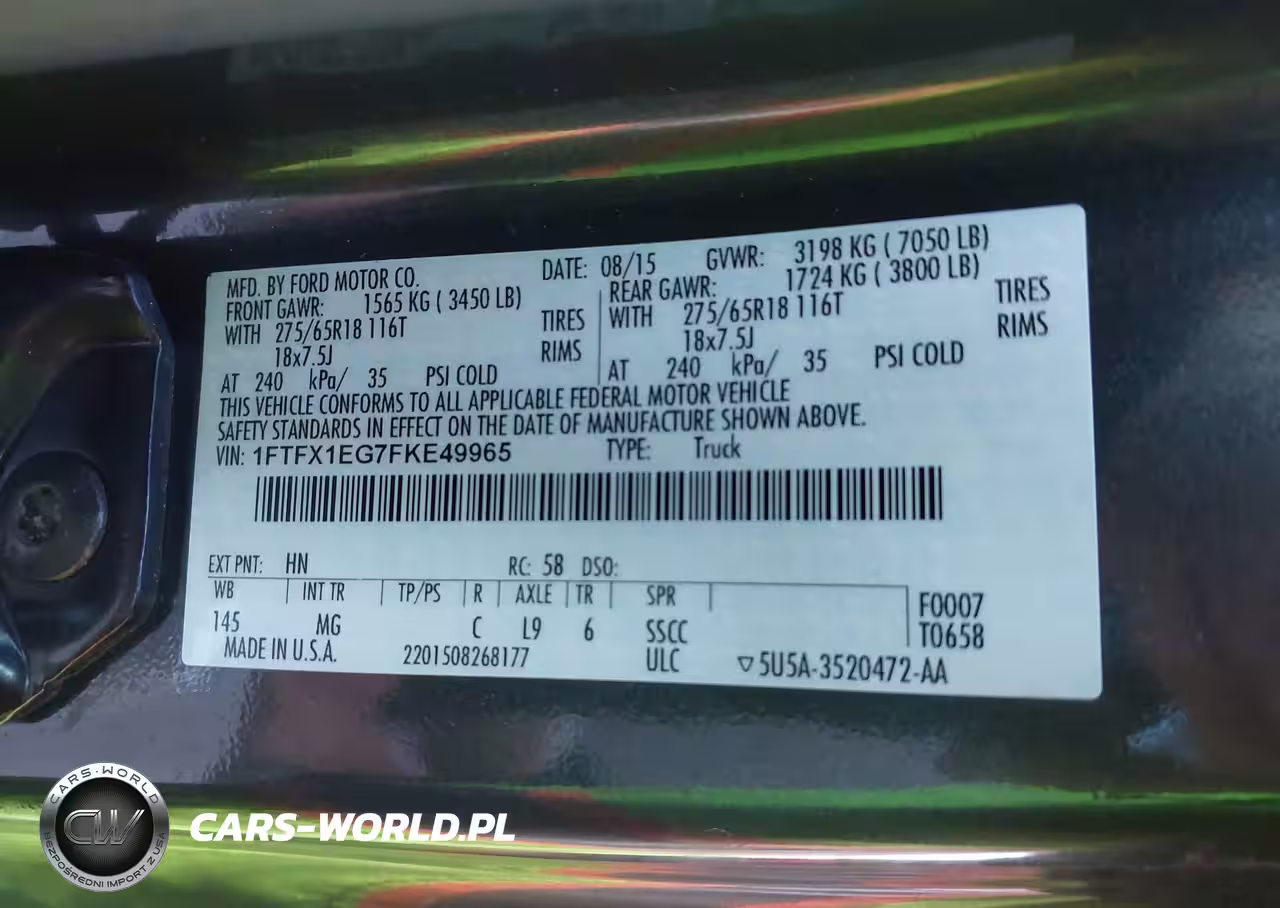 MFD. BY FORD MOTOR CO. DATE: 08/15 GVWR: 3198 KG ( 7050 LB)
FRONT GAWR: 1565 KG ( 3450 LB) REAR GAWR: 1724 KG ( 3800 LB)
WITH 275/65R18 116T TIRES WITH 275/65R18 116T TIRES
18x7.5J RIMS 18x7.5J RIMS
AT 240 kPa/ 35 PSI COLD AT 240 kPa/ 35 PSI COLD
THIS VEHICLE CONFORMS TO ALL APPLICABLE FEDERAL MOTOR VEHICLE
SAFETY STANDARDS IN EFFECT ON THE DATE OF MANUFACTURE SHOWN ABOVE.
VIN: 1FTFX1EG7FKE49965 TYPE: Truck
EXT PNT: HN RC: 58 DSO:
WB INT TR TP/PS R AXLE TR SPR F0007
145 MG C L9 6 SSCC T0658
MADE IN U.S.A. 2201508268177 ULC ▽5U5A-3520472-AA
CARS-WORLD
CW
BEZPOŚREDNI IMPORT Z USA
CARS-WORLD.PL